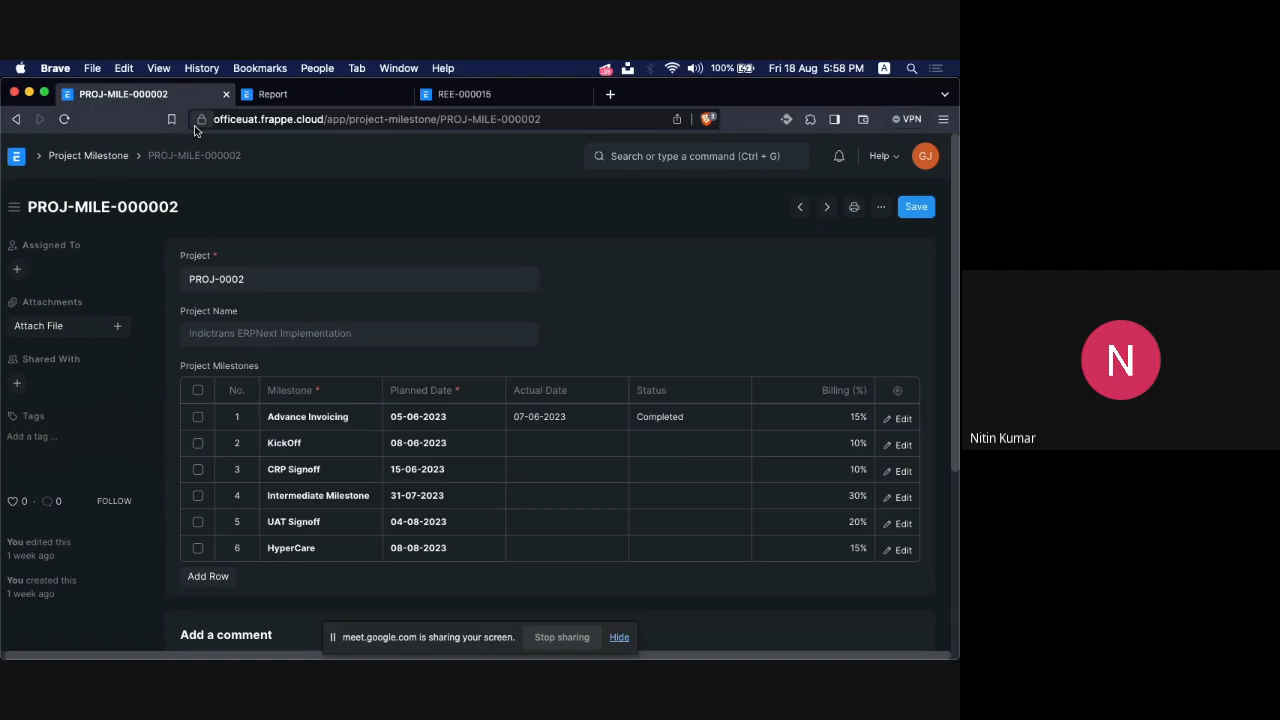 Brave File Edit View History Bookmarks People Tab Window Help 100% Fri 18 Aug 5:58 PM A
PROJ-MILE-000002 Report REE-000015
officeuat.frappe.cloud/app/project-milestone/PROJ-MILE-000002 2 VPN
E Project Milestone PROJ-MILE-000002 Search or type a command (Ctrl + G) Help GJ
PROJ-MILE-000002 Save
Assigned To
Attachments
Attach File
Shared With
Tags
Add a tag ...
0 · 0 FOLLOW
You edited this
1 week ago
You created this
1 week ago
Project *
PROJ-0002
Project Name
Indictrans ERPNext Implementation
Project Milestones
No. Milestone * Planned Date * Actual Date Status Billing (%)
1 Advance Invoicing 05-06-2023 07-06-2023 Completed 15% Edit
2 KickOff 08-06-2023 10% Edit
3 CRP Signoff 15-06-2023 10% Edit
4 Intermediate Milestone 31-07-2023 30% Edit
5 UAT Signoff 04-08-2023 20% Edit
6 HyperCare 08-08-2023 15% Edit
Add Row
Add a comment
meet.google.com is sharing your screen. Stop sharing Hide
N
Nitin Kumar